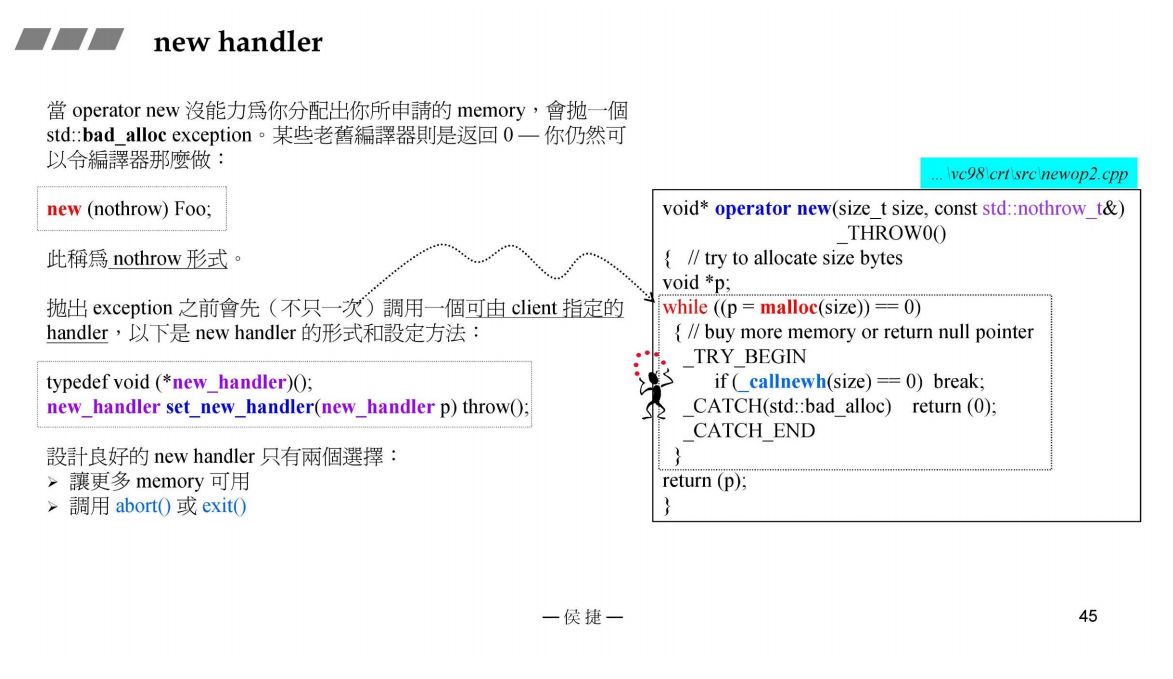 new handler
當 operator new 沒能力為你分配出你所申請的 memory，會拋一個
std::bad_alloc exception。某些老舊編譯器則是返回 0 — 你仍然可
以令編譯器那麼做：
new (nothrow) Foo;
此稱為 nothrow 形式。
拋出 exception 之前會先（不只一次）調用一個可由 client 指定的
handler，以下是 new handler 的形式和設定方法：
typedef void (*new_handler)();
new_handler set_new_handler(new_handler p) throw();
設計良好的 new handler 只有兩個選擇：
➢ 讓更多 memory 可用
➢ 調用 abort() 或 exit()
...\vc98\crt\src\newop2.cpp
void* operator new(size_t size, const std::nothrow_t&)
_THROW0()
{ // try to allocate size bytes
void *p;
while ((p = malloc(size)) == 0)
{ // buy more memory or return null pointer
_TRY_BEGIN
if (_callnewh(size) == 0) break;
_CATCH(std::bad_alloc) return (0);
_CATCH_END
}
return (p);
}
— 侯 捷 —
45